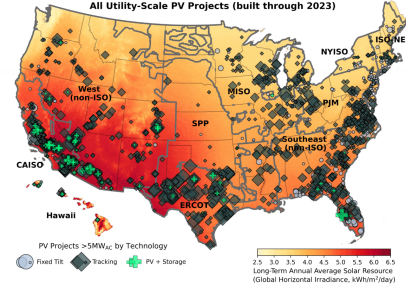 All Utility-Scale PV Projects (built through 2023)
ISO-NE
NYISO
West
(non-ISO)
MISO
PJM
SPP
Southeast
(non-ISO)
CAISO
ERCOT
Hawaii
PV Projects >5MWAC by Technology
Fixed Tilt
Tracking
PV + Storage
2.5 3.0 3.5 4.0 4.5 5.0 5.5 6.0 6.5
Long-Term Annual Average Solar Resource
(Global Horizontal Irradiance, kWh/m²/day)